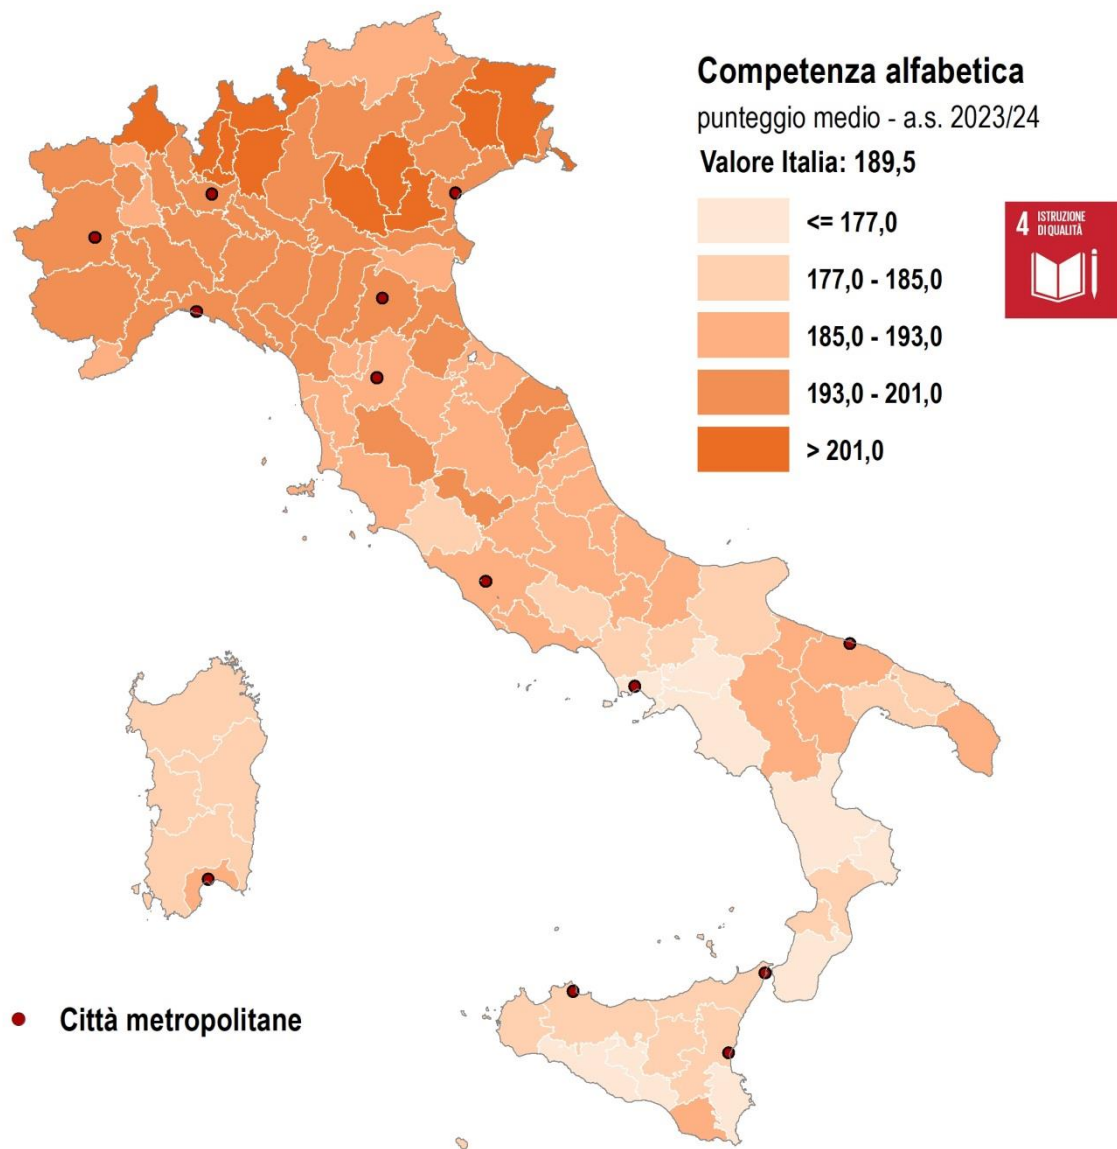 Competenza alfabetica
punteggio medio - a.s. 2023/24
Valore Italia: 189,5
<= 177,0
177,0 - 185,0
185,0 - 193,0
193,0 - 201,0
> 201,0
4 ISTRUZIONE
DI QUALITÀ
Città metropolitane